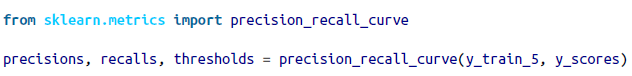 from sklearn.metrics import precision_recall_curve
precisions, recalls, thresholds = precision_recall_curve(y_train_5, y_scores)